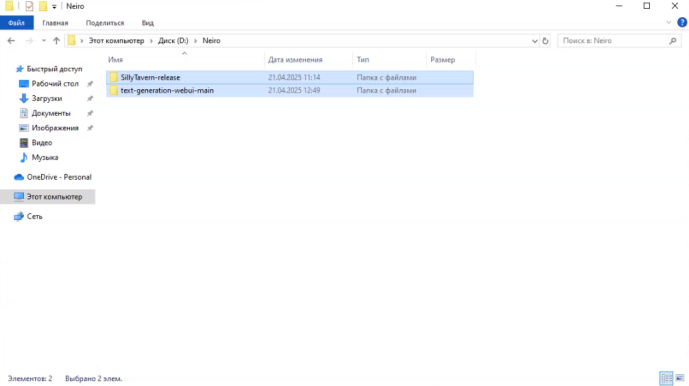 Neiro
Файл Главная Поделиться Вид
Этот компьютер > Диск (D:) > Neiro
Поиск в: Neiro
Имя Дата изменения Тип Размер
SillyTavern-release 21.04.2025 11:14 Папка с файлами
text-generation-webui-main 21.04.2025 12:49 Папка с файлами
Быстрый доступ
Рабочий стол
Загрузки
Документы
Изображения
Видео
Музыка
OneDrive - Personal
Этот компьютер
Сеть
Элементов: 2 Выбрано 2 элем.